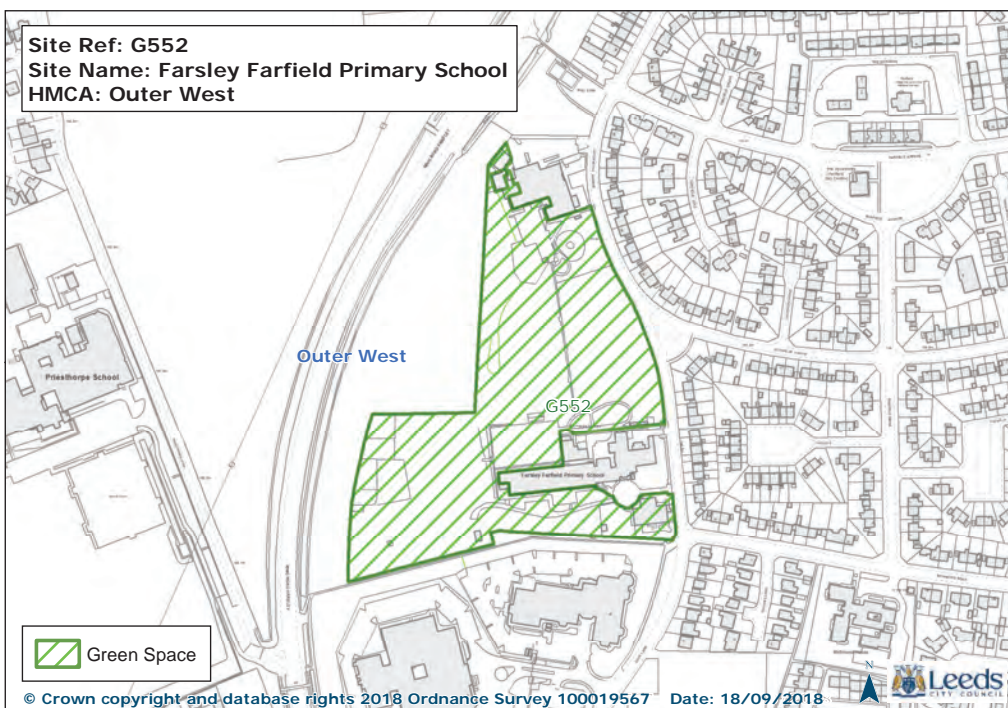 Site Ref: G552
Site Name: Farsley Farfield Primary School
HMCA: Outer West
Outer West
Priesthorpe School
G552
Farsley Farfield Primary School
Green Space
N
Leeds
CITY COUNCIL
© Crown copyright and database rights 2018 Ordnance Survey 100019567 Date: 18/09/2018